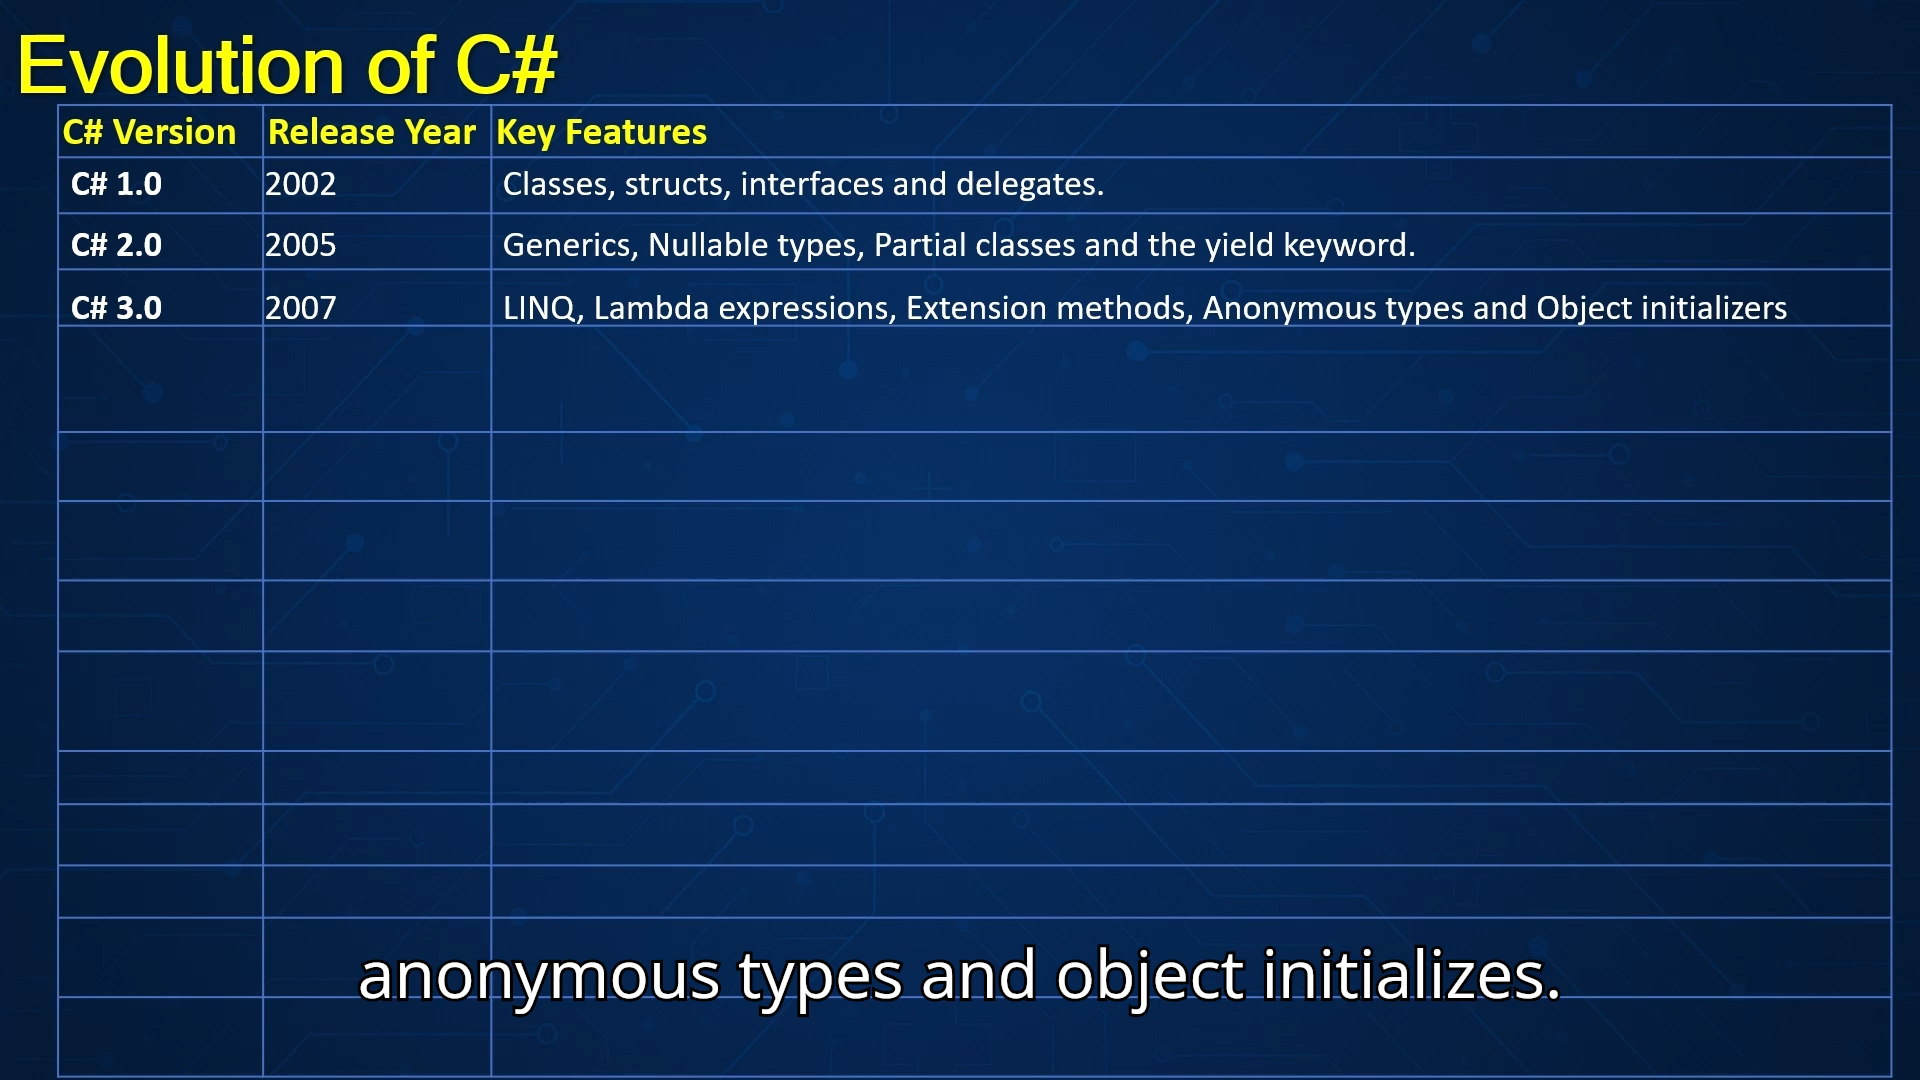 Evolution of C#
C# Version Release Year Key Features
C# 1.0 2002 Classes, structs, interfaces and delegates.
C# 2.0 2005 Generics, Nullable types, Partial classes and the yield keyword.
C# 3.0 2007 LINQ, Lambda expressions, Extension methods, Anonymous types and Object initializers
anonymous types and object initializes.